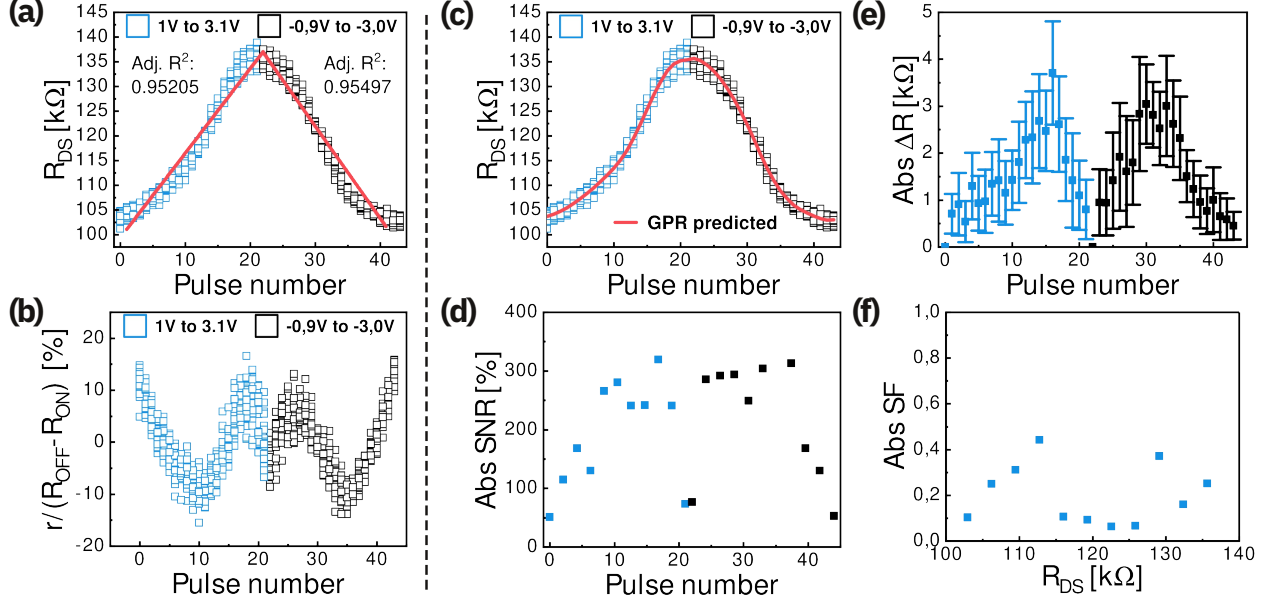 (a)
1V to 3.1V
-0,9V to -3,0V
Adj. R²:
0.95205
Adj. R²:
0.95497
145
140
135
130
125
120
115
110
105
100
R_DS [kΩ]
0 10 20 30 40
Pulse number
(b)
1V to 3.1V
-0,9V to -3,0V
20
10
0
-10
-20
r/(R_OFF-R_ON) [%]
0 10 20 30 40
Pulse number
(c)
1V to 3.1V
-0,9V to -3,0V
145
140
135
130
125
120
115
110
105
100
R_DS [kΩ]
GPR predicted
0 10 20 30 40
Pulse number
(d)
400
300
200
100
0
Abs SNR [%]
0 10 20 30 40
Pulse number
(e)
5
4
3
2
1
0
Abs ΔR [kΩ]
0 10 20 30 40
Pulse number
(f)
1,0
0,8
0,6
0,4
0,2
0,0
Abs SF
100 110 120 130 140
R_DS [kΩ]